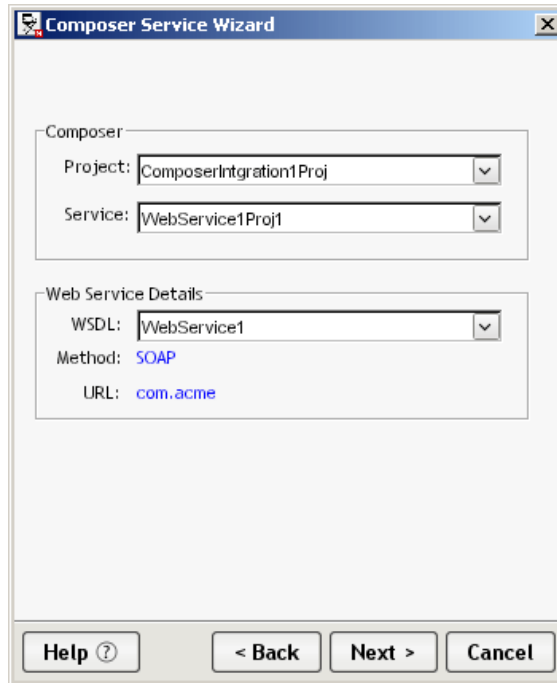 Composer Service Wizard
Composer
Project: ComposerIntgration1Proj
Service: WebService1Proj1
Web Service Details
WSDL: WebService1
Method: SOAP
URL: com.acme
Help ? < Back Next > Cancel